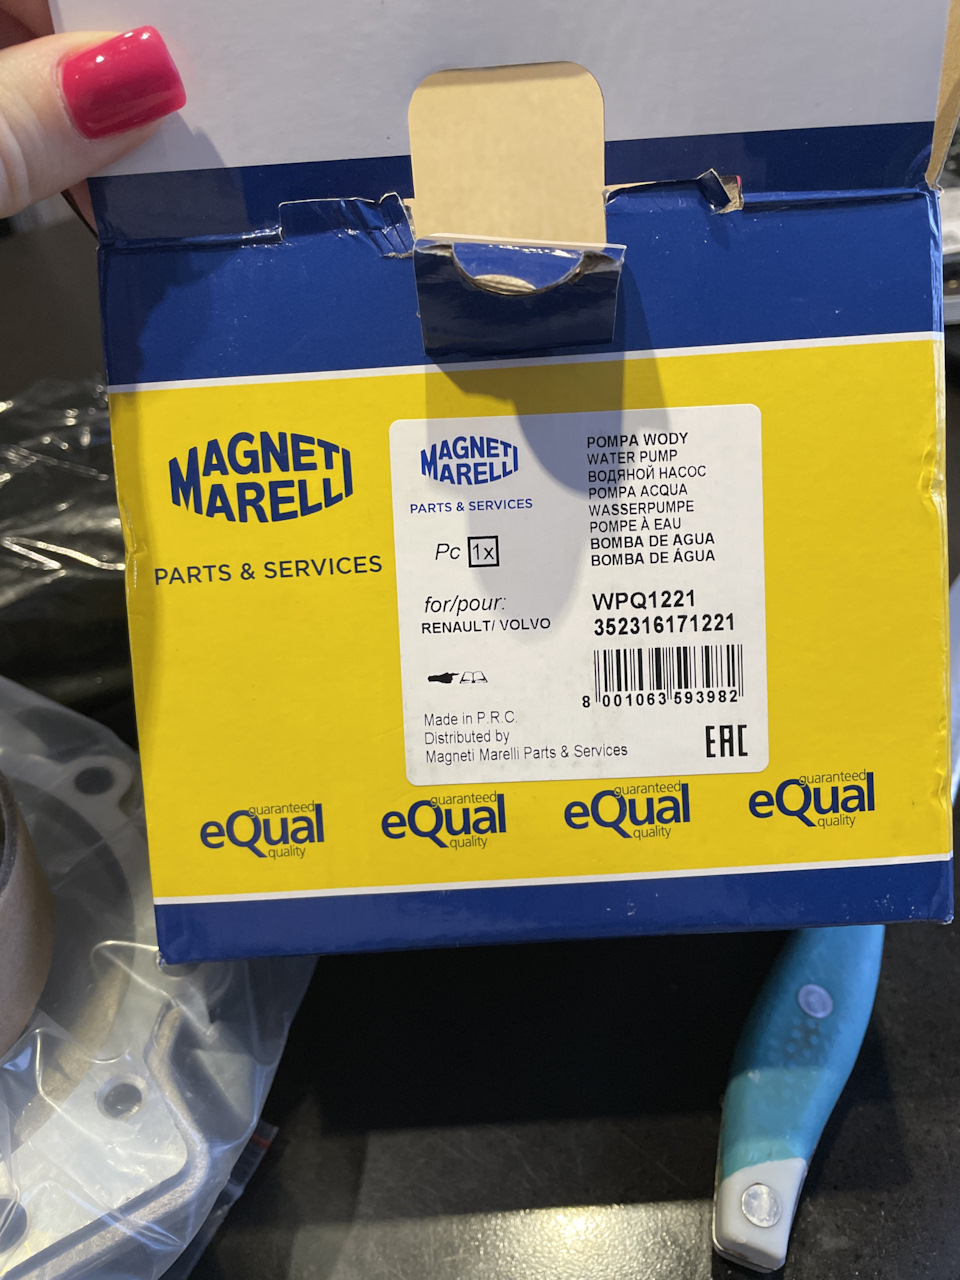 MAGNETI
MARELLI
PARTS & SERVICES
MAGNETI
MARELLI
PARTS & SERVICES
Pc 1x
for/pour:
RENAULT/ VOLVO
POMPA WODY
WATER PUMP
ВОДЯНОЙ НАСОС
POMPA ACQUA
WASSERPUMPE
POMPE À EAU
BOMBA DE AGUA
BOMBA DE ÁGUA
WPQ1221
352316171221
8 001063 593982
Made in P.R.C.
Distributed by
Magneti Marelli Parts & Services
EAC
guaranteed
eQual
quality
guaranteed
eQual
quality
guaranteed
eQual
quality
guaranteed
eQual
quality